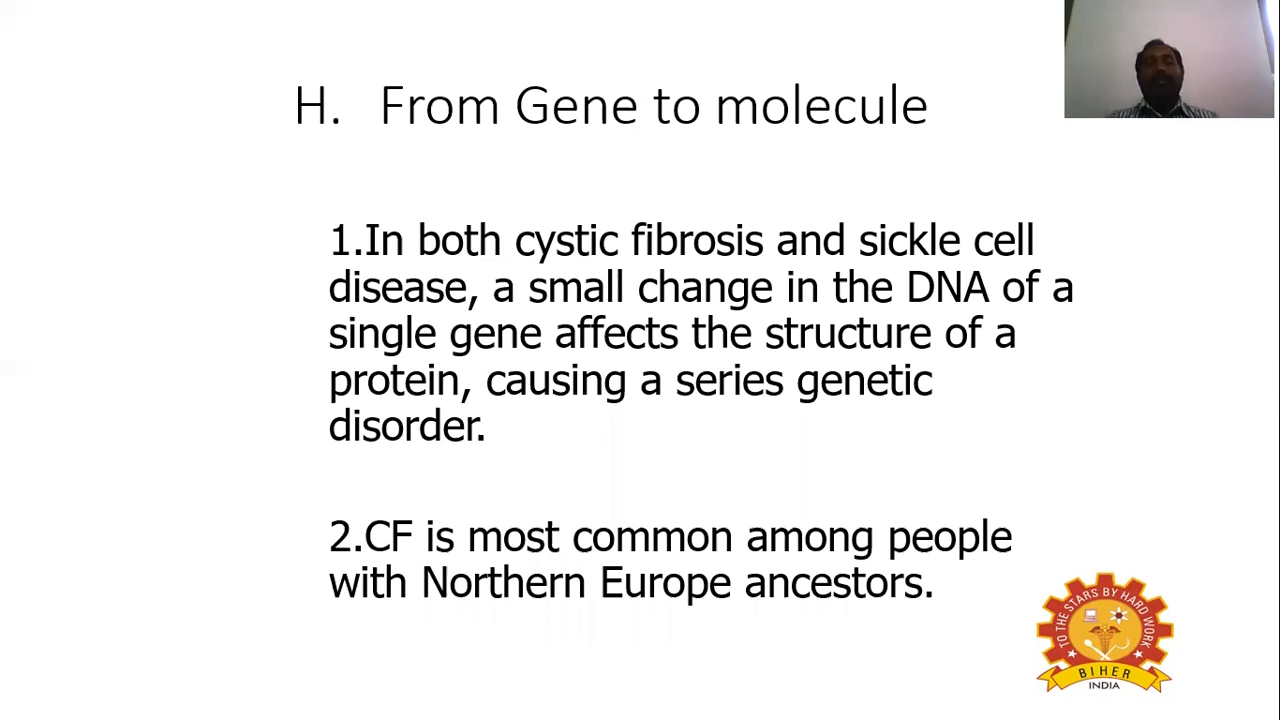 H. From Gene to molecule
1.In both cystic fibrosis and sickle cell
disease, a small change in the DNA of a
single gene affects the structure of a
protein, causing a series genetic
disorder.
2.CF is most common among people
with Northern Europe ancestors.
TO THE STARS BY HARD WORK
BIHER
INDIA